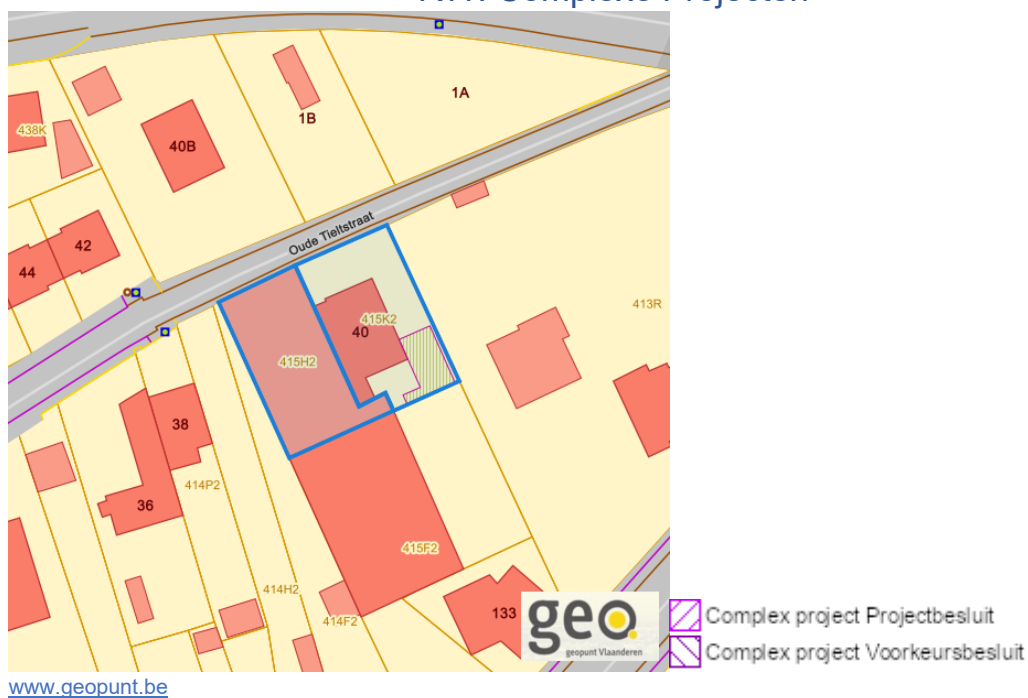 1A
1B
438K
40B
Oude Tieltstraat
42
44
413R
415K2
40
415H2
38
414P2
36
415F2
414H2
133
414F2
geo
geopunt Vlaanderen
Complex project Projectbesluit
Complex project Voorkeursbesluit
www.geopunt.be